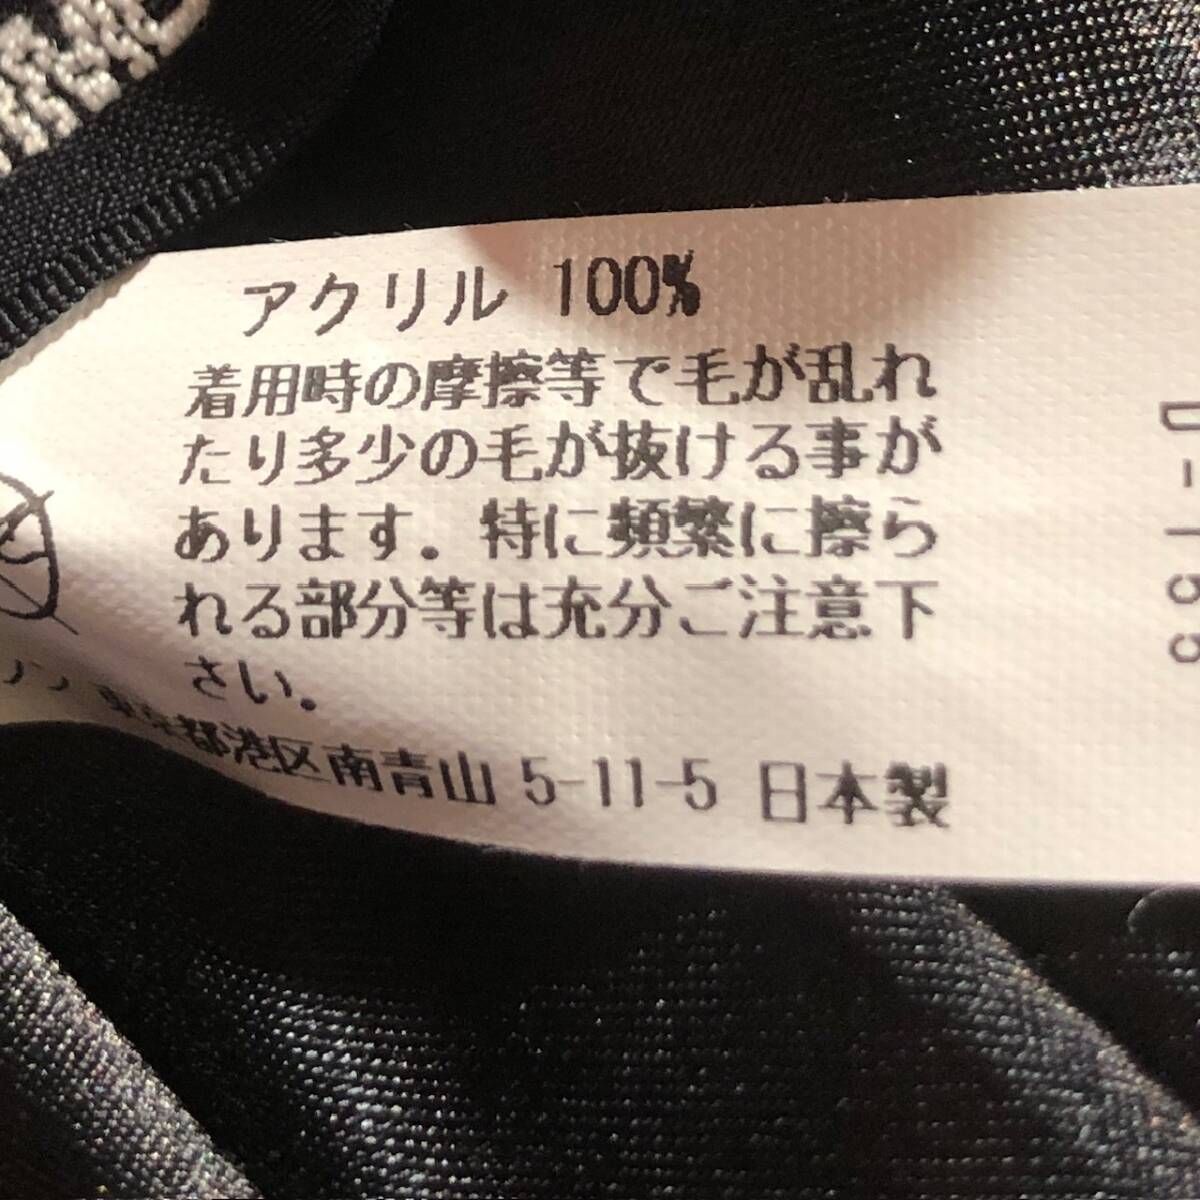 アクリル 100%
着用時の摩擦等で毛が乱れ
たり多少の毛が抜ける事が
あります。特に頻繁に擦ら
れる部分等は充分ご注意下
さい。
東京都港区南青山 5-11-5 日本製